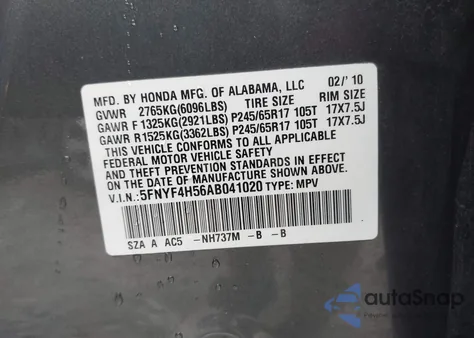 MFD. BY HONDA MFG. OF ALABAMA, LLC 02/'10
GVWR 2765KG(6096LBS) TIRE SIZE RIM SIZE
GAWR F 1325KG(2921LBS) P245/65R17 105T 17X7.5J
GAWR R 1525KG(3362LBS) P245/65R17 105T 17X7.5J
THIS VEHICLE CONFORMS TO ALL APPLICABLE
FEDERAL MOTOR VEHICLE SAFETY STANDARDS IN
EFFECT ON THE DATE OF MANUFACTURE SHOWN ABOVE.
V.I.N.: 5FNYF4H56AB041020 TYPE: MPV
SZA A AC5 -NH737M -B -B
autoSnap